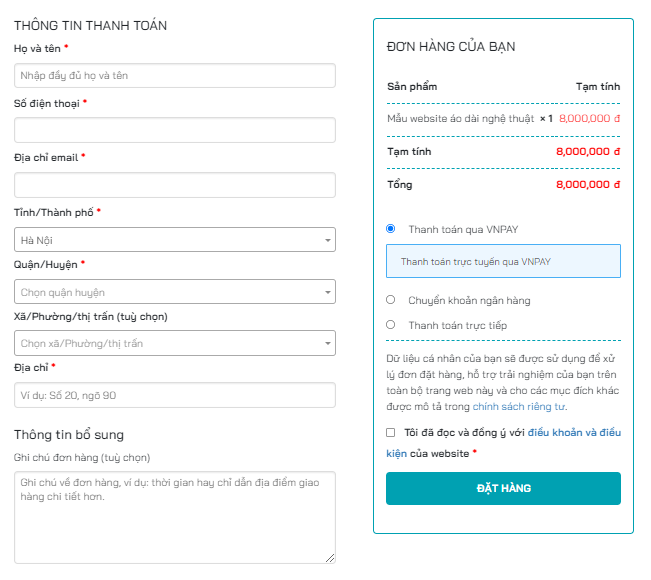 THÔNG TIN THANH TOÁN
Họ và tên *
Nhập đầy đủ họ và tên
Số điện thoại *
Địa chỉ email *
Tỉnh/Thành phố *
Hà Nội
Quận/Huyện *
Chọn quận huyện
Xã/Phường/thị trấn (tuỳ chọn)
Chọn xã/Phường/thị trấn
Địa chỉ *
Ví dụ: Số 20, ngõ 90
Thông tin bổ sung
Ghi chú đơn hàng (tuỳ chọn)
Ghi chú về đơn hàng, ví dụ: thời gian hay chỉ dẫn địa điểm giao
hàng chi tiết hơn.
ĐƠN HÀNG CỦA BẠN
Sản phẩm Tạm tính
Mẫu website áo dài nghệ thuật × 1 8,000,000 đ
Tạm tính 8,000,000 đ
Tổng 8,000,000 đ
Thanh toán qua VNPAY
Thanh toán trực tuyến qua VNPAY
Chuyển khoản ngân hàng
Thanh toán trực tiếp
Dữ liệu cá nhân của bạn sẽ được sử dụng để xử
lý đơn đặt hàng, hỗ trợ trải nghiệm của bạn trên
toàn bộ trang web này và cho các mục đích khác
được mô tả trong chính sách riêng tư.
Tôi đã đọc và đồng ý với điều khoản và điều
kiện của website *
ĐẶT HÀNG